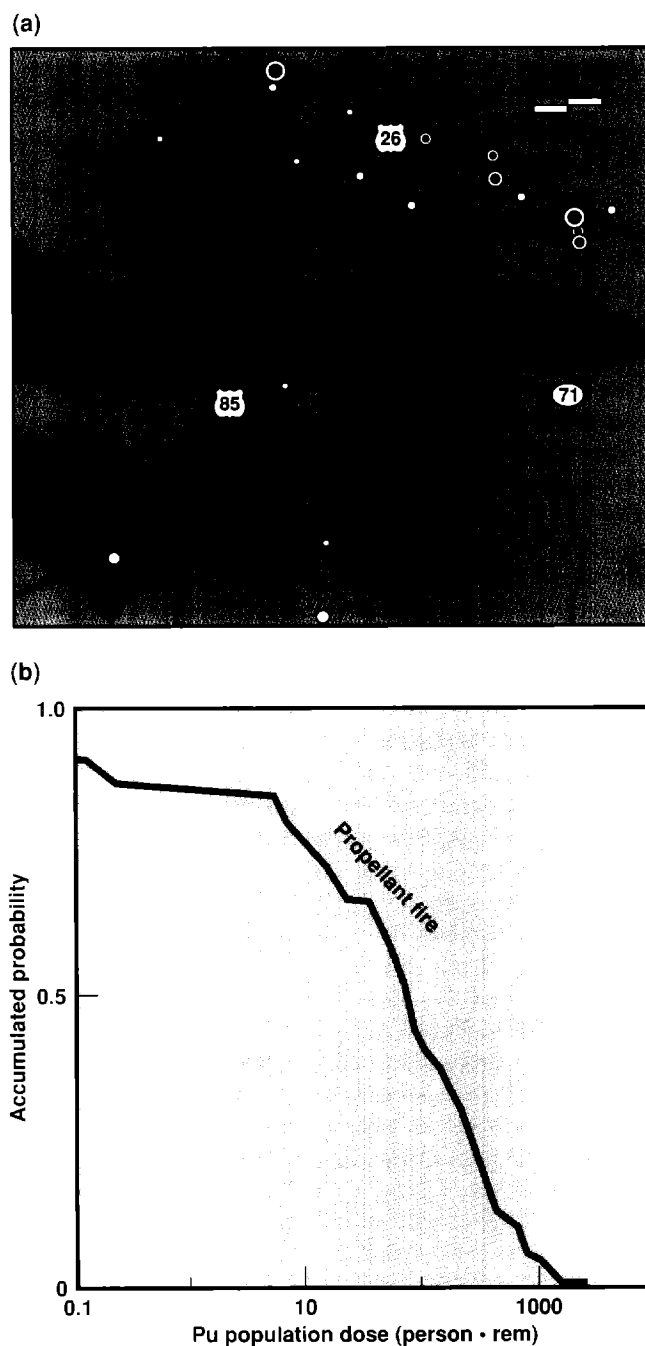 (a)
26
85
71
(b)
1.0
Propellant fire
Accumulated probability
0.5
0
0.1
10
1000
Pu population dose (person • rem)